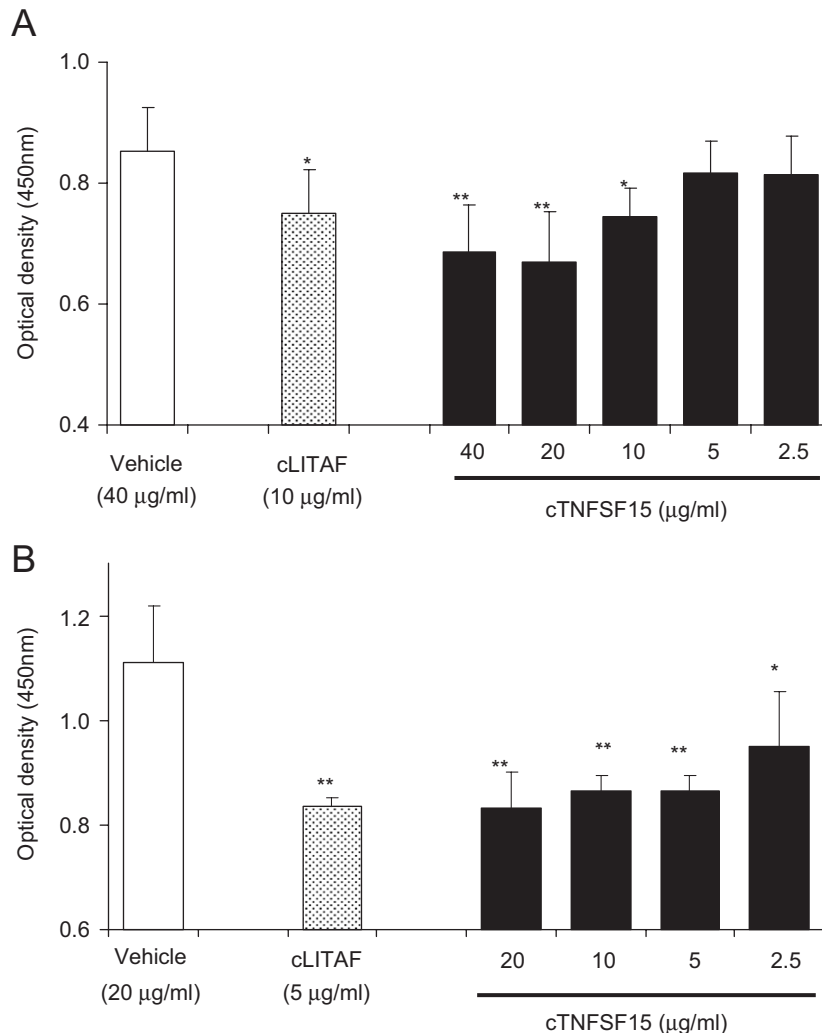 A
Optical density (450nm)
1.0
0.8
0.6
0.4
*
**
**
*
Vehicle
(40 μg/ml)
cLITAF
(10 μg/ml)
40 20 10 5 2.5
cTNFSF15 (μg/ml)
B
Optical density (450nm)
1.2
1.0
0.8
0.6
**
**
**
**
*
Vehicle
(20 μg/ml)
cLITAF
(5 μg/ml)
20 10 5 2.5
cTNFSF15 (μg/ml)